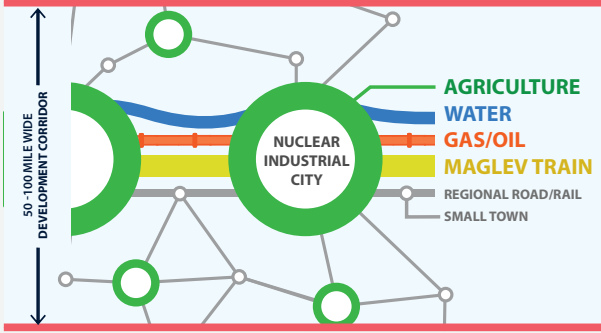 50 -100 MILE WIDE
DEVELOPMENT CORRIDOR
NUCLEAR
INDUSTRIAL
CITY
AGRICULTURE
WATER
GAS/OIL
MAGLEV TRAIN
REGIONAL ROAD/RAIL
SMALL TOWN